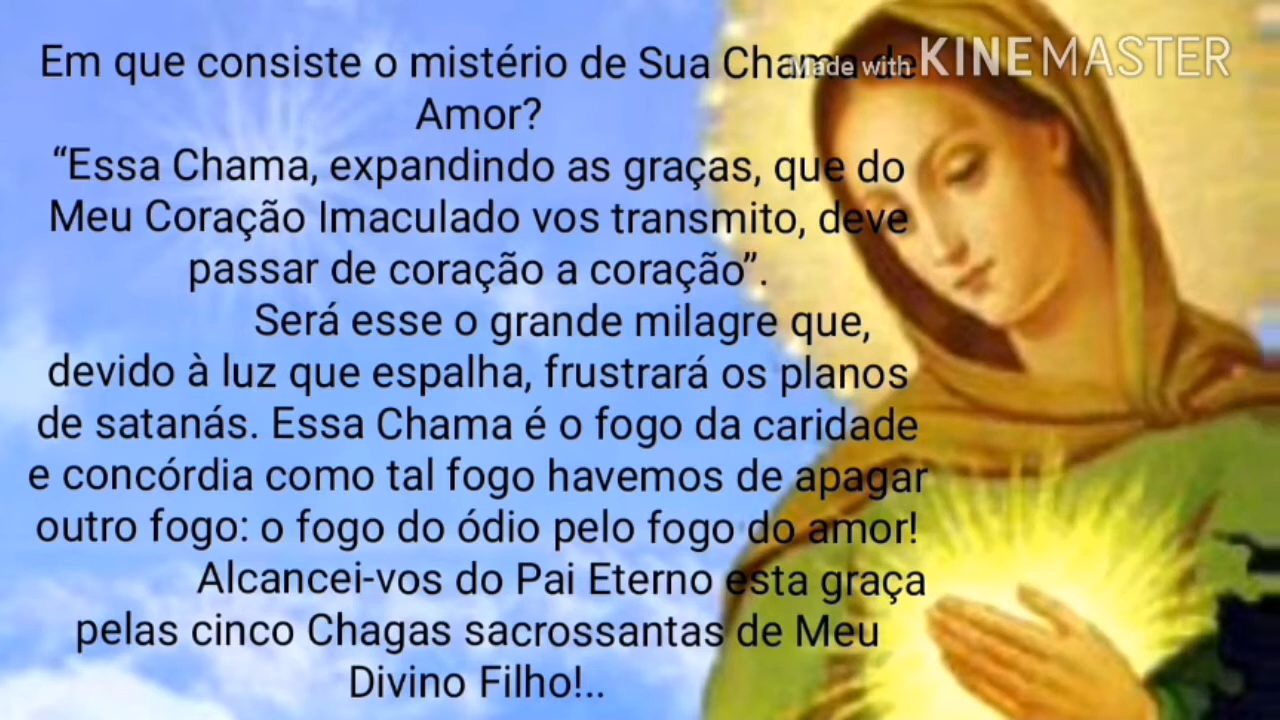 Em que consiste o mistério de Sua Chama de
Made with KINEMASTER
Amor?
“Essa Chama, expandindo as graças, que do
Meu Coração Imaculado vos transmito, deve
passar de coração a coração”.
Será esse o grande milagre que,
devido à luz que espalha, frustrará os planos
de satanás. Essa Chama é o fogo da caridade
e concórdia como tal fogo havemos de apagar
outro fogo: o fogo do ódio pelo fogo do amor!
Alcancei-vos do Pai Eterno esta graça
pelas cinco Chagas sacrossantas de Meu
Divino Filho!..